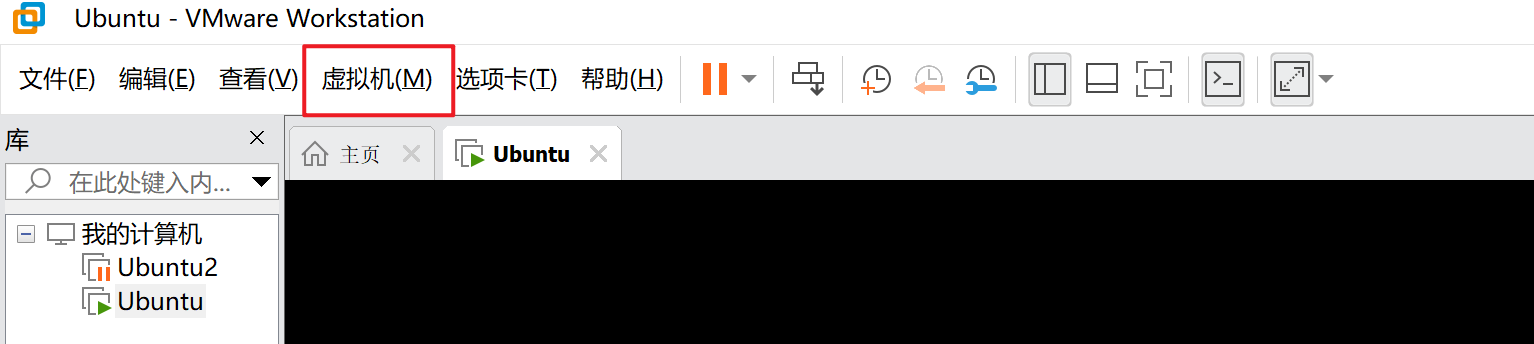 Ubuntu - VMware Workstation
文件(F) 编辑(E) 查看(V) 虚拟机(M) 选项卡(T) 帮助(H)
库
主页 Ubuntu
在此处键入内...
我的计算机
Ubuntu2
Ubuntu